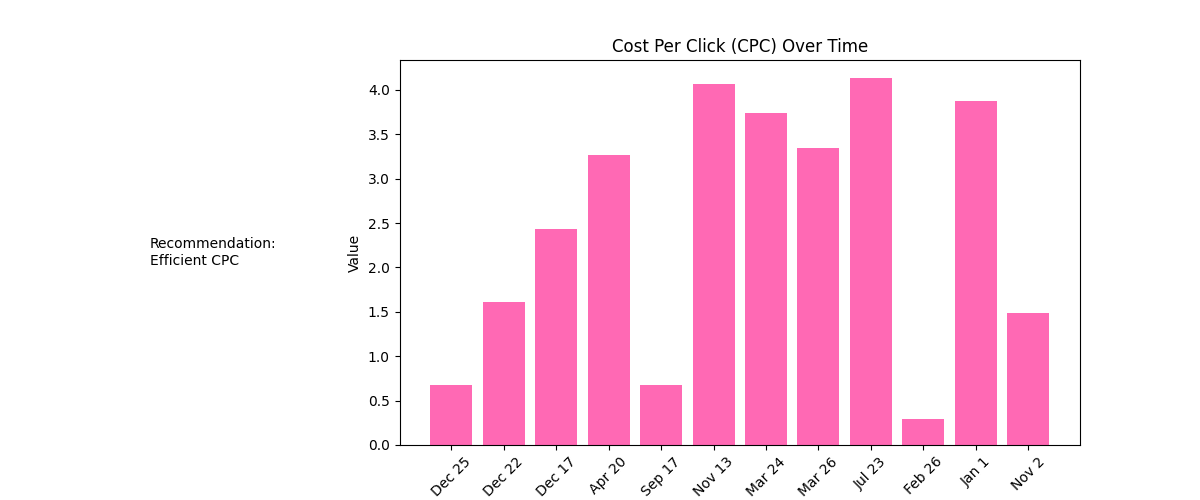 Cost Per Click (CPC) Over Time
Recommendation:
Efficient CPC
Value
4.0
3.5
3.0
2.5
2.0
1.5
1.0
0.5
0.0
Dec 25
Dec 22
Dec 17
Apr 20
Sep 17
Nov 13
Mar 24
Mar 26
Jul 23
Feb 26
Jan 1
Nov 2